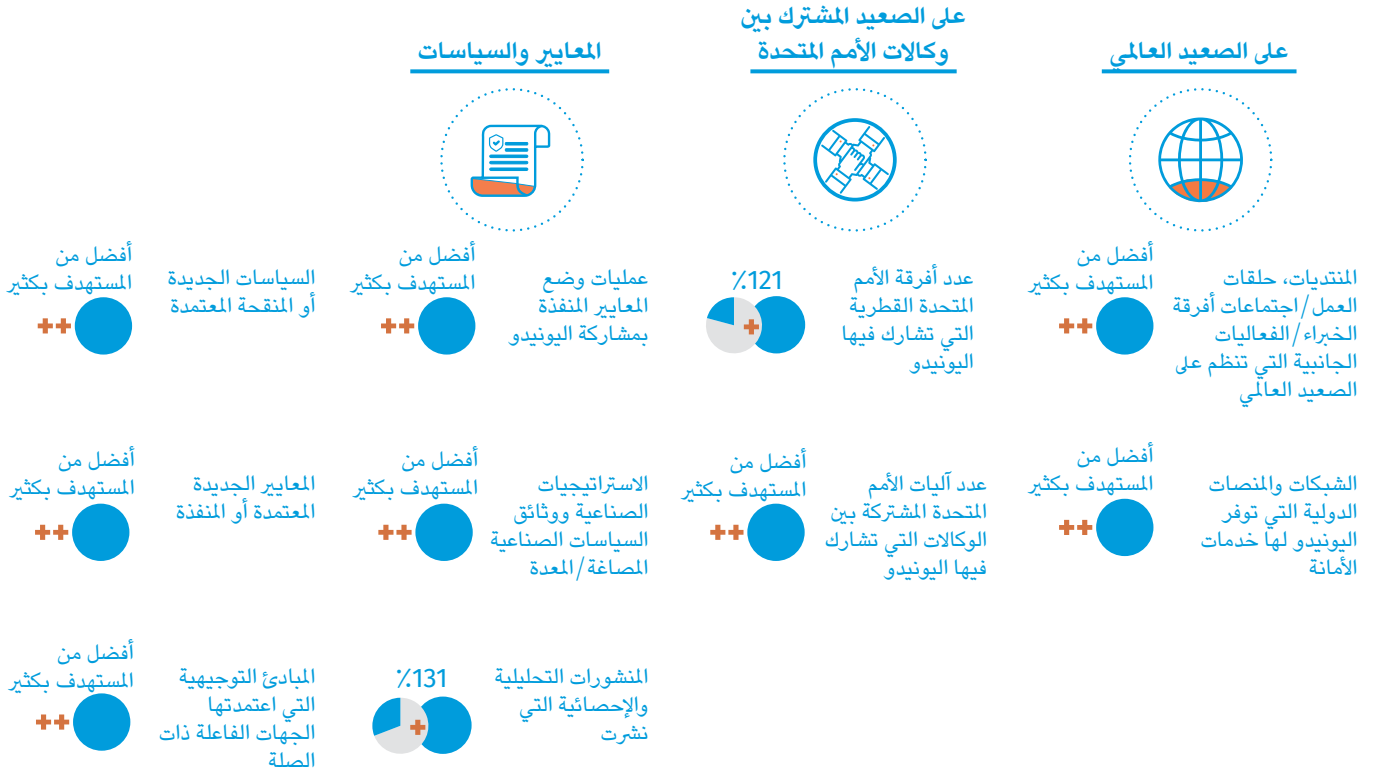 على الصعيد العالمي
المنتديات، حلقات
العمل/اجتماعات أفرقة
الخبراء/الفعاليات
الجانبية التي تنظم على
الصعيد العالمي
أفضل من
المستهدف بكثير
++
الشبكات والمنصات
الدولية التي توفر
اليونيدو لها خدمات
الأمانة
أفضل من
المستهدف بكثير
++
على الصعيد المشترك بين
وكالات الأمم المتحدة
عدد أفرقة الأمم
المتحدة القطرية
التي تشارك فيها
اليونيدو
121٪
+
عدد آليات الأمم
المتحدة المشتركة بين
الوكالات التي تشارك
فيها اليونيدو
أفضل من
المستهدف بكثير
++
المعايير والسياسات
عمليات وضع
المعايير المنفذة
بمشاركة اليونيدو
أفضل من
المستهدف بكثير
++
السياسات الجديدة
أو المنقحة المعتمدة
أفضل من
المستهدف بكثير
++
الاستراتيجيات
الصناعية ووثائق
السياسات الصناعية
المصاغة/المعدة
أفضل من
المستهدف بكثير
++
المعايير الجديدة
المعتمدة أو المنفذة
أفضل من
المستهدف بكثير
++
المنشورات التحليلية
والإحصائية التي
نشرت
131٪
+
المبادئ التوجيهية
التي اعتمدتها
الجهات الفاعلة ذات
الصلة
أفضل من
المستهدف بكثير
++